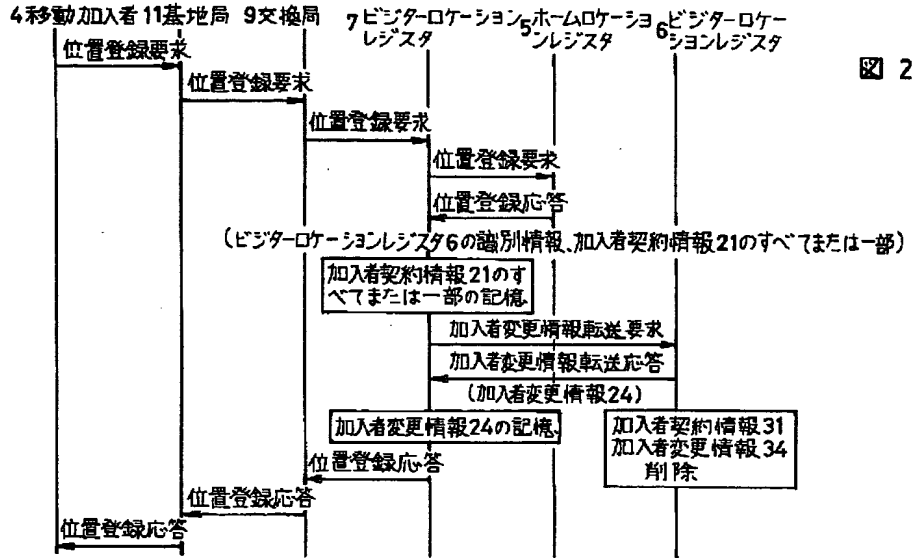 4移動加入者 11基地局 9交換局
7ビジターロケーション
レジスタ
5ホームロケーショ
ンレジスタ
6ビジターロケー
ションレジスタ
図 2
位置登録要求
位置登録要求
位置登録要求
位置登録要求
位置登録応答
(ビジターロケーションレジスタ6の識別情報、加入者契約情報21のすべてまたは一部)
加入者契約情報21のす
べてまたは一部の記憶
加入者変更情報転送要求
加入者変更情報転送応答
(加入者変更情報24)
加入者変更情報24の記憶
加入者契約情報31
加入者変更情報34
削除
位置登録応答
位置登録応答
位置登録応答